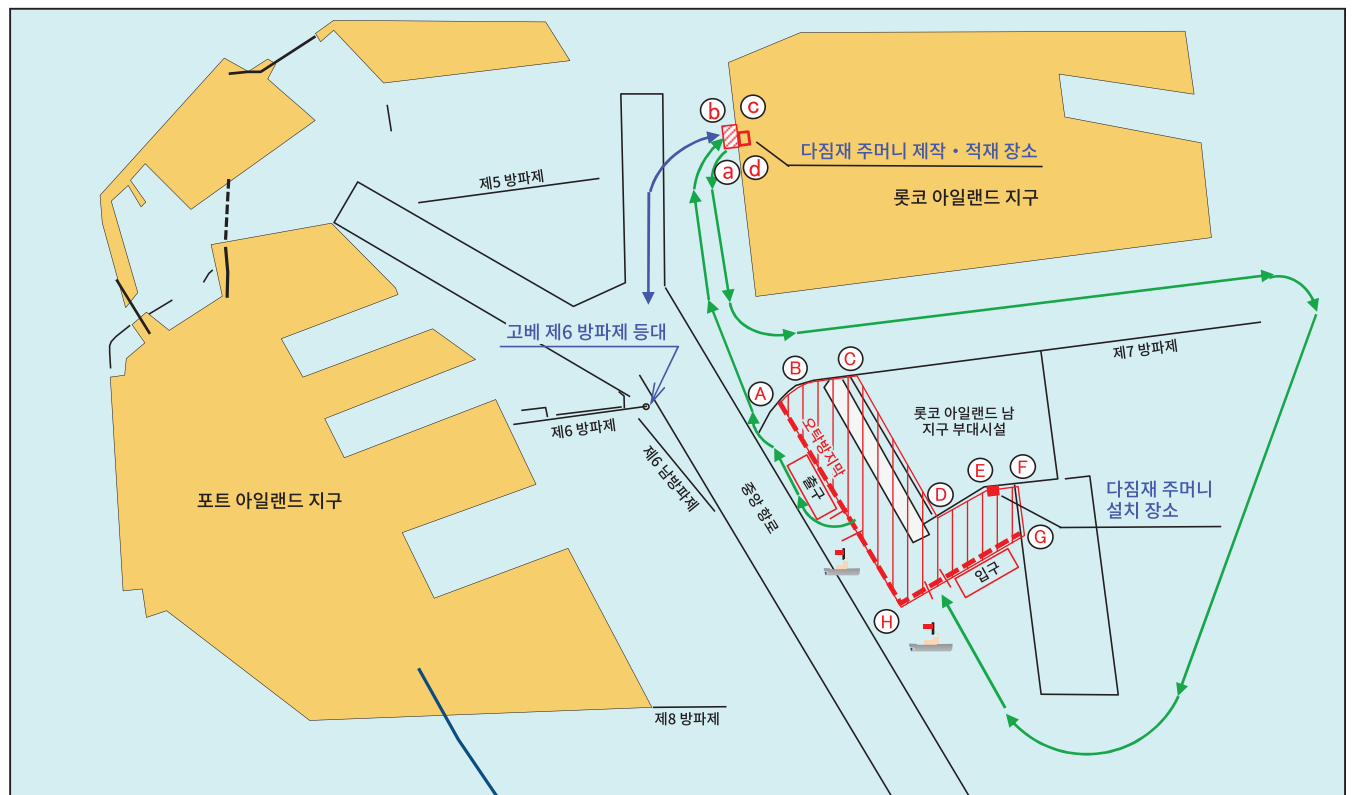 b
c
다짐재 주머니 제작・적재 장소
a
d
롯코 아일랜드 지구
제5 방파제
고베 제6 방파제 등대
제7 방파제
A
B
C
롯코 아일랜드 남
지구 부대시설
제6 방파제
오탁방지막
출구
제6 남방파제
중앙 항로
D
E
F
다짐재 주머니
설치 장소
포트 아일랜드 지구
G
입구
H
제8 방파제